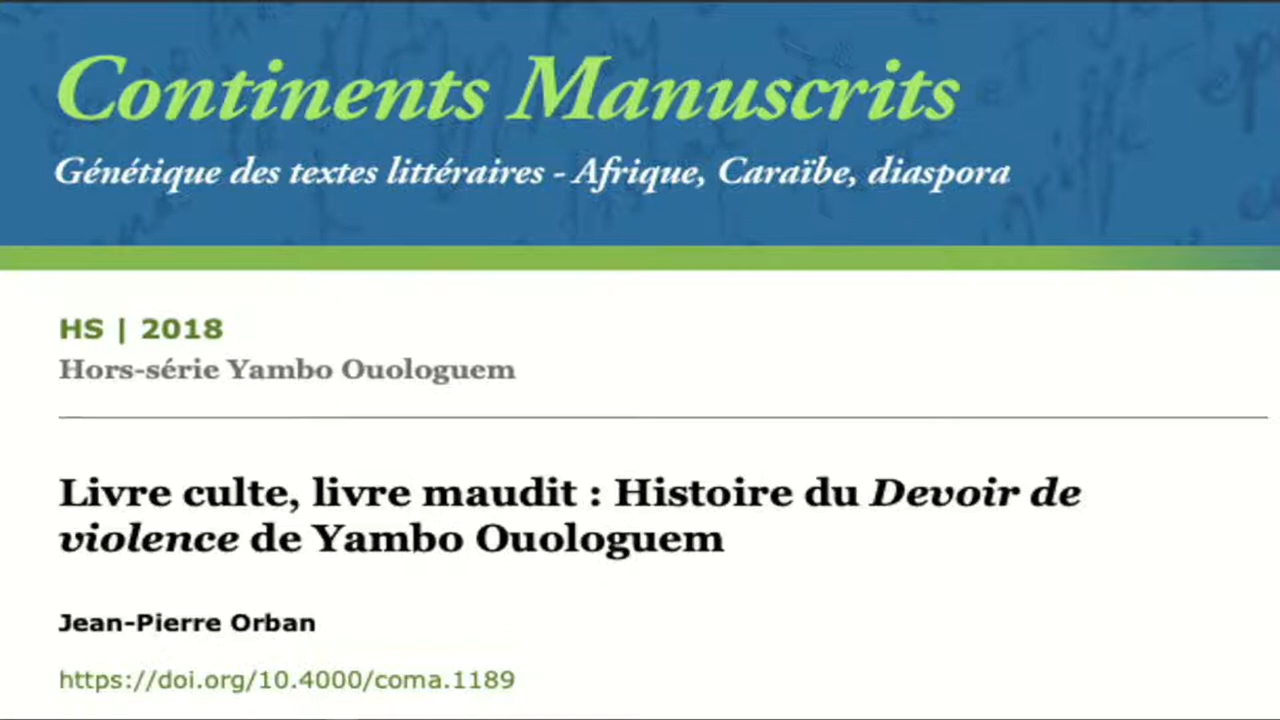 Continents Manuscrits
Génétique des textes littéraires - Afrique, Caraïbe, diaspora
HS | 2018
Hors-série Yambo Ouologuem
Livre culte, livre maudit : Histoire du Devoir de
violence de Yambo Ouologuem
Jean-Pierre Orban
https://doi.org/10.4000/coma.1189